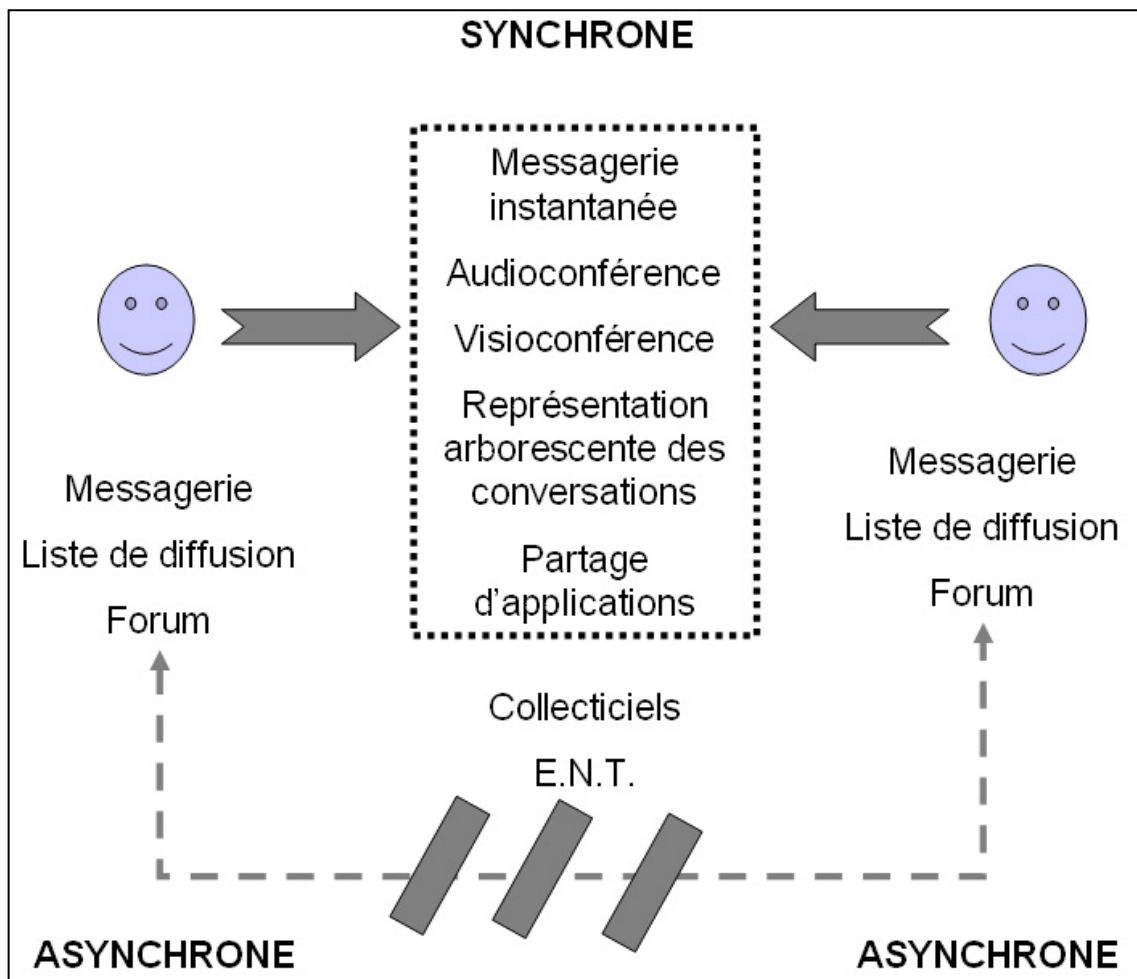 SYNCHRONE
Messagerie
instantanée
Audioconférence
Visioconférence
Représentation
arborescente des
conversations
Partage
d'applications
Messagerie
Liste de diffusion
Forum
Messagerie
Liste de diffusion
Forum
Collecticiels
E.N.T.
ASYNCHRONE
ASYNCHRONE